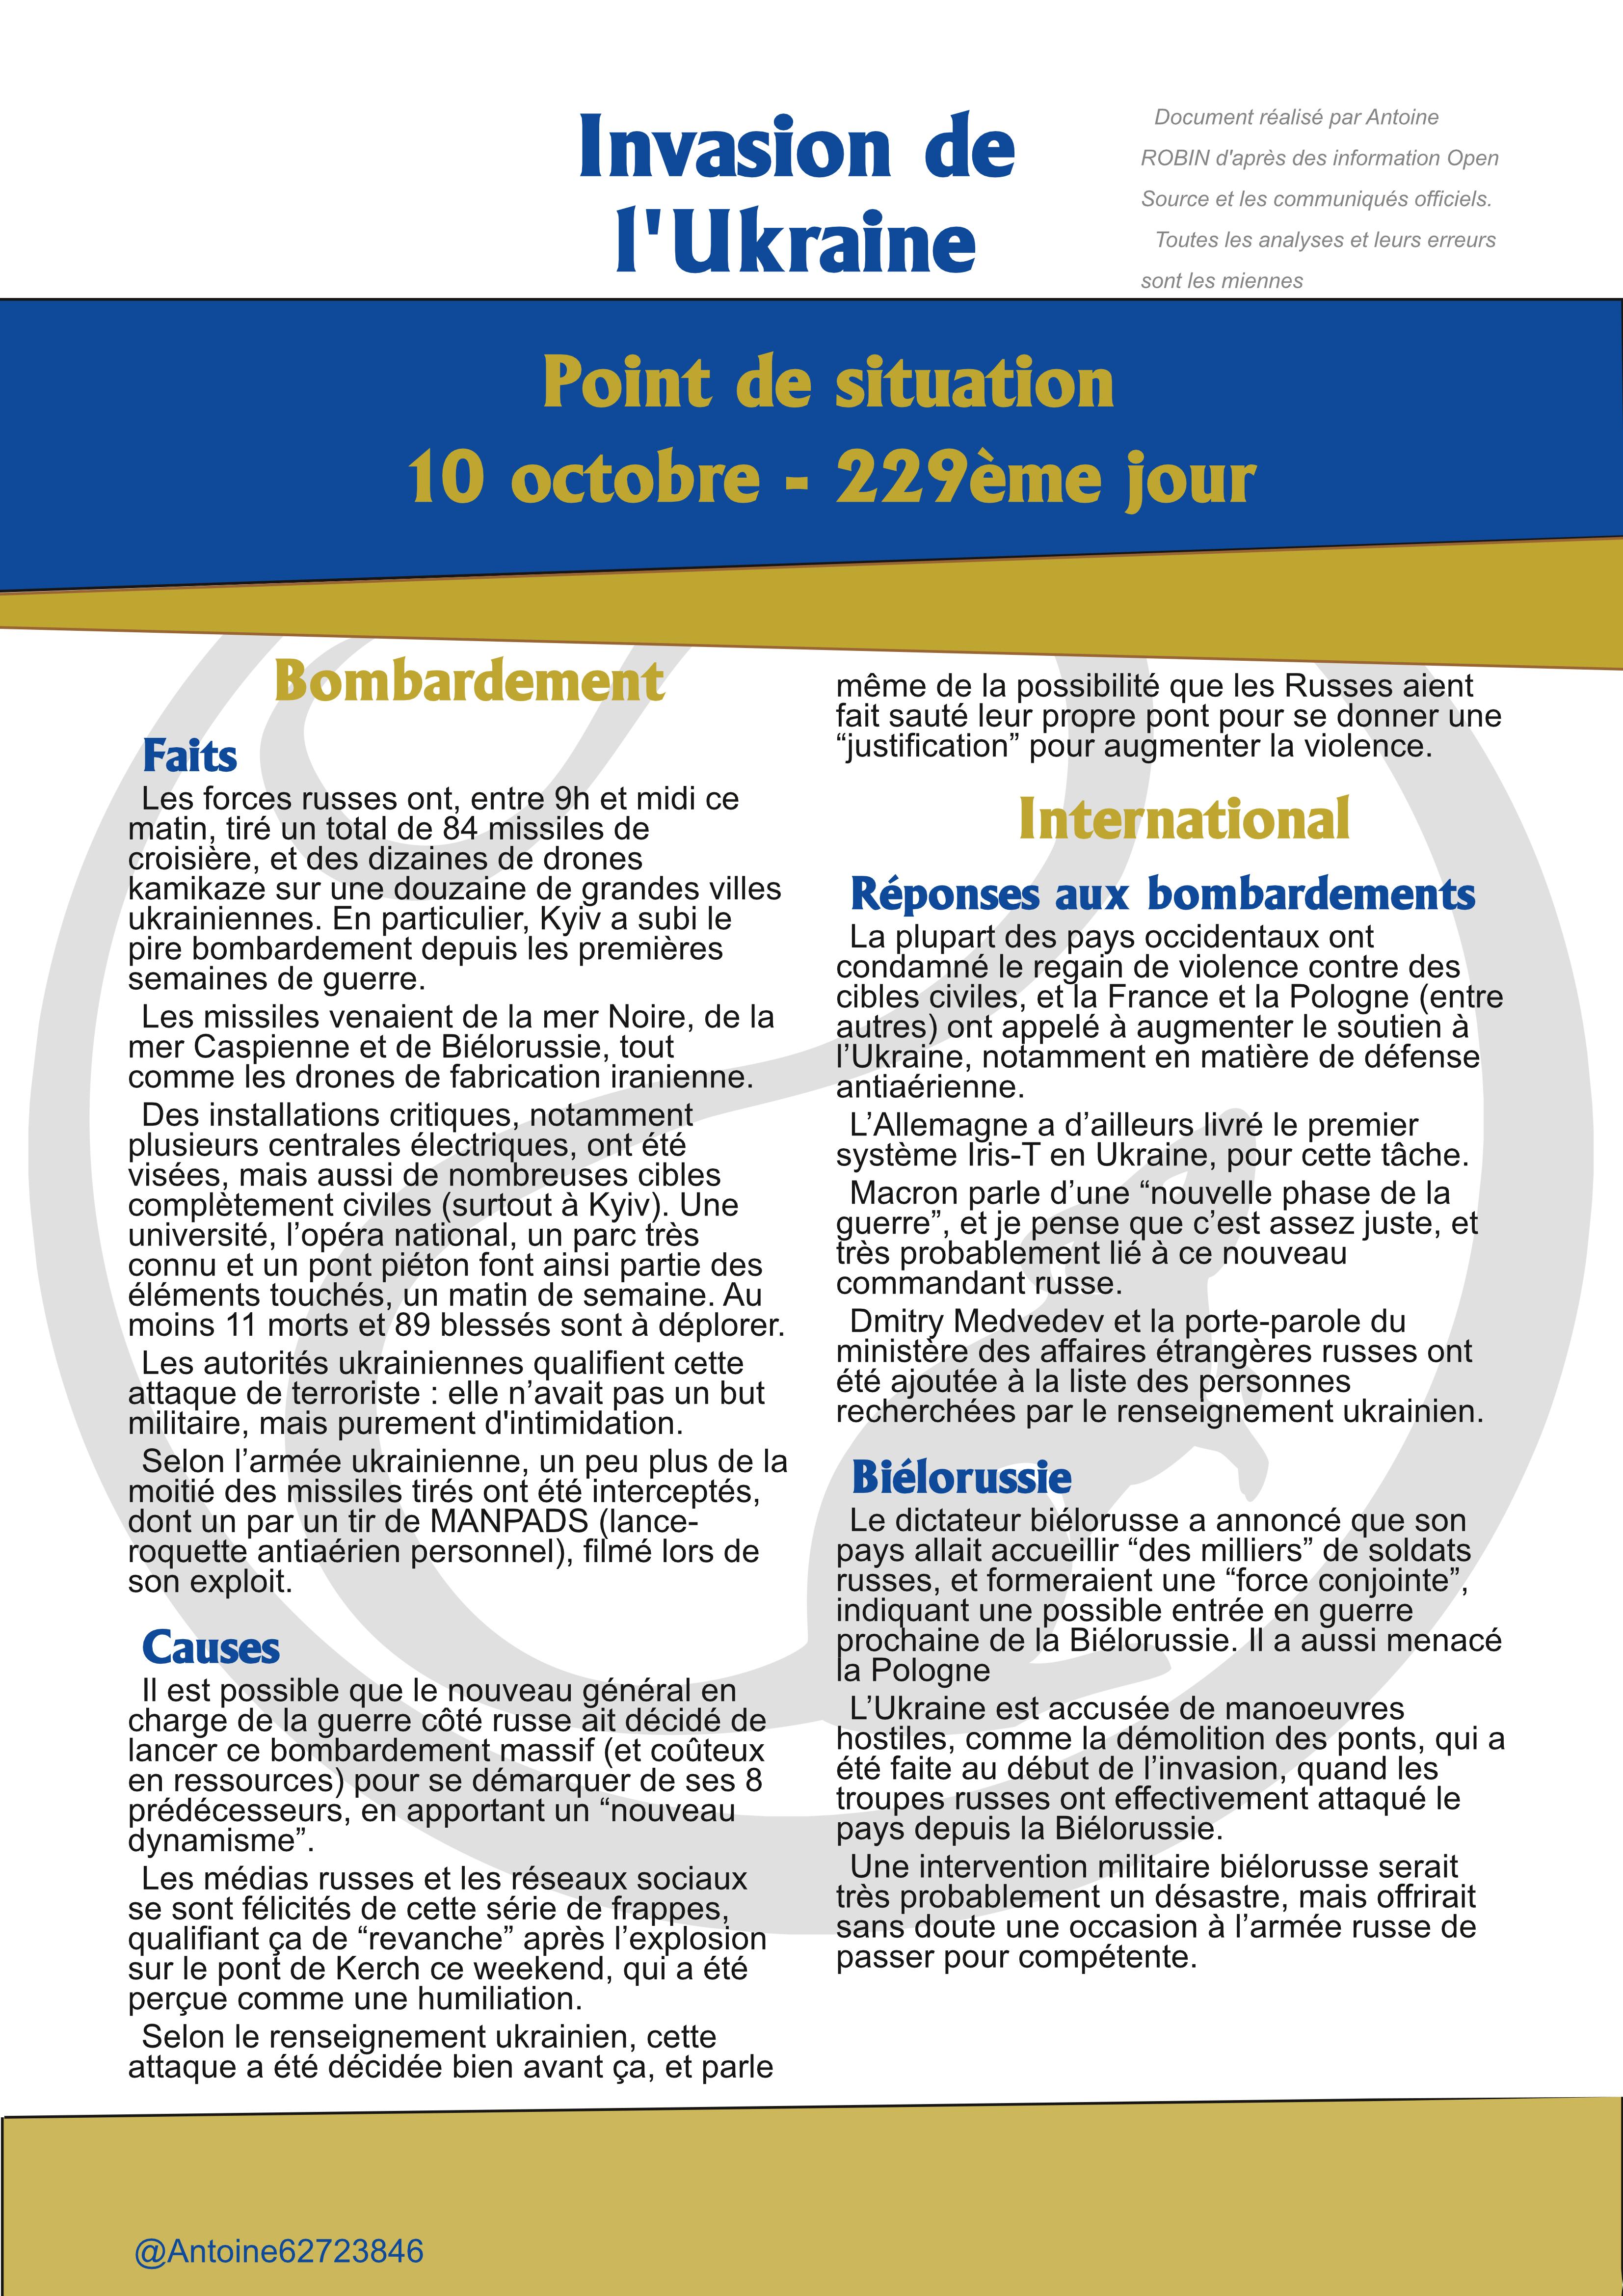 Invasion de
l'Ukraine
Document réalisé par Antoine
ROBIN d'après des information Open
Source et les communiqués officiels.
Toutes les analyses et leurs erreurs
sont les miennes
Point de situation
10 octobre - 229ème jour
Bombardement
Faits
Les forces russes ont, entre 9h et midi ce
matin, tiré un total de 84 missiles de
croisière, et des dizaines de drones
kamikaze sur une douzaine de grandes villes
ukrainiennes. En particulier, Kyiv a subi le
pire bombardement depuis les premières
semaines de guerre.
Les missiles venaient de la mer Noire, de la
mer Caspienne et de Biélorussie, tout
comme les drones de fabrication iranienne.
Des installations critiques, notamment
plusieurs centrales électriques, ont été
visées, mais aussi de nombreuses cibles
complètement civiles (surtout à Kyiv). Une
université, l’opéra national, un parc très
connu et un pont piéton font ainsi partie des
éléments touchés, un matin de semaine. Au
moins 11 morts et 89 blessés sont à déplorer.
Les autorités ukrainiennes qualifient cette
attaque de terroriste : elle n’avait pas un but
militaire, mais purement d'intimidation.
Selon l’armée ukrainienne, un peu plus de la
moitié des missiles tirés ont été interceptés,
dont un par un tir de MANPADS (lance-
roquette antiaérien personnel), filmé lors de
son exploit.
Causes
Il est possible que le nouveau général en
charge de la guerre côté russe ait décidé de
lancer ce bombardement massif (et coûteux
en ressources) pour se démarquer de ses 8
prédécesseurs, en apportant un “nouveau
dynamisme”.
Les médias russes et les réseaux sociaux
se sont félicités de cette série de frappes,
qualifiant ça de “revanche” après l’explosion
sur le pont de Kerch ce weekend, qui a été
perçue comme une humiliation.
Selon le renseignement ukrainien, cette
attaque a été décidée bien avant ça, et parle
même de la possibilité que les Russes aient
fait sauté leur propre pont pour se donner une
“justification” pour augmenter la violence.
International
Réponses aux bombardements
La plupart des pays occidentaux ont
condamné le regain de violence contre des
cibles civiles, et la France et la Pologne (entre
autres) ont appelé à augmenter le soutien à
l’Ukraine, notamment en matière de défense
antiaérienne.
L’Allemagne a d’ailleurs livré le premier
système Iris-T en Ukraine, pour cette tâche.
Macron parle d’une “nouvelle phase de la
guerre”, et je pense que c’est assez juste, et
très probablement lié à ce nouveau
commandant russe.
Dmitry Medvedev et la porte-parole du
ministère des affaires étrangères russes ont
été ajoutée à la liste des personnes
recherchées par le renseignement ukrainien.
Biélorussie
Le dictateur biélorusse a annoncé que son
pays allait accueillir “des milliers” de soldats
russes, et formeraient une “force conjointe”,
indiquant une possible entrée en guerre
prochaine de la Biélorussie. Il a aussi menacé
la Pologne
L’Ukraine est accusée de manoeuvres
hostiles, comme la démolition des ponts, qui a
été faite au début de l’invasion, quand les
troupes russes ont effectivement attaqué le
pays depuis la Biélorussie.
Une intervention militaire biélorusse serait
très probablement un désastre, mais offrirait
sans doute une occasion à l’armée russe de
passer pour compétente.
@Antoine62723846